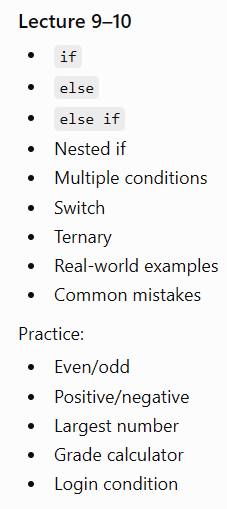 Lecture 9–10
• if
• else
• else if
• Nested if
• Multiple conditions
• Switch
• Ternary
• Real-world examples
• Common mistakes
Practice:
• Even/odd
• Positive/negative
• Largest number
• Grade calculator
• Login condition